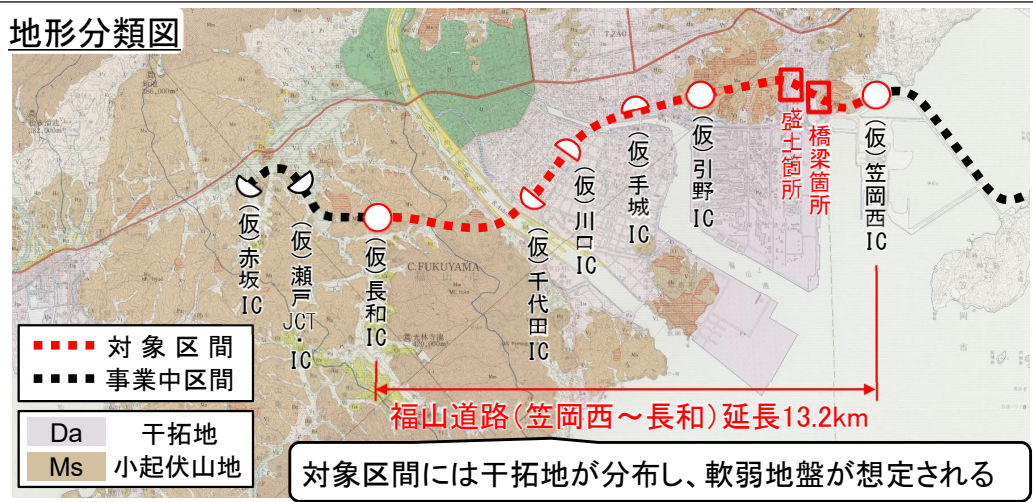 地形分類図
TZAO
(仮)赤坂IC
(仮)瀬戸JCT・IC
(仮)長和IC
C.FUKUYAMA
(仮)千代田IC
(仮)川口IC
(仮)手城IC
(仮)引野IC
盛土箇所
橋梁箇所
(仮)笠岡西IC
対象区間
事業中区間
福山道路(笠岡西～長和)延長13.2km
Da 干拓地
Ms 小起伏山地
対象区間には干拓地が分布し、軟弱地盤が想定される